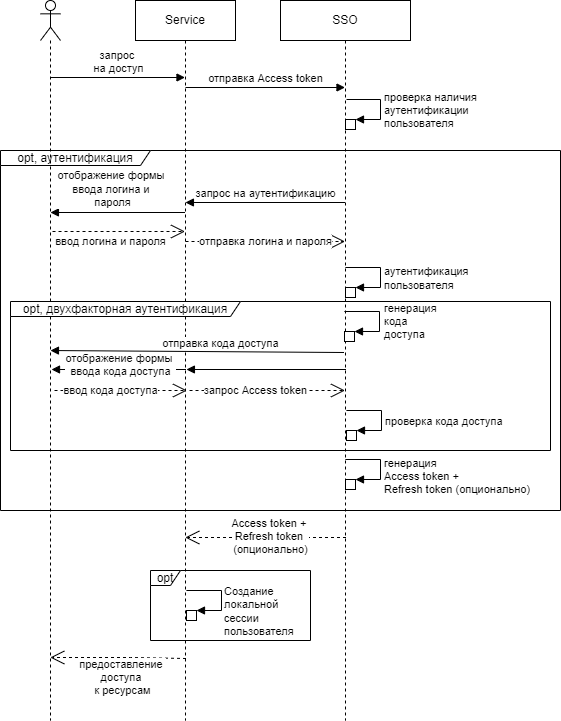 Service
SSO
запрос
на доступ
отправка Access token
проверка наличия
аутентификации
пользователя
opt, аутентификация
отображение формы
ввода логина и
пароля
запрос на аутентификацию
ввод логина и пароля
отправка логина и пароля
аутентификация
пользователя
opt, двухфакторная аутентификация
генерация
кода
доступа
отправка кода доступа
отображение формы
ввода кода доступа
ввод кода доступа
запрос Access token
проверка кода доступа
генерация
Access token +
Refresh token (опционально)
Access token +
Refresh token
(опционально)
opt
Создание
локальной
сессии
пользователя
предоставление
доступа
к ресурсам